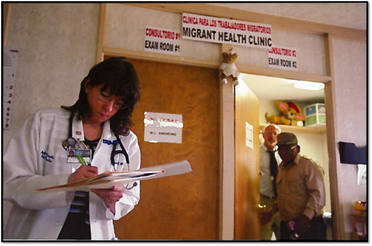 CLINICA PARA LOS TRABAJADORES MIGRATORIOS
MIGRANT HEALTH CLINIC
CONSULTORIO #1
EXAM ROOM #1
CONSULTORIO #2
EXAM ROOM #2